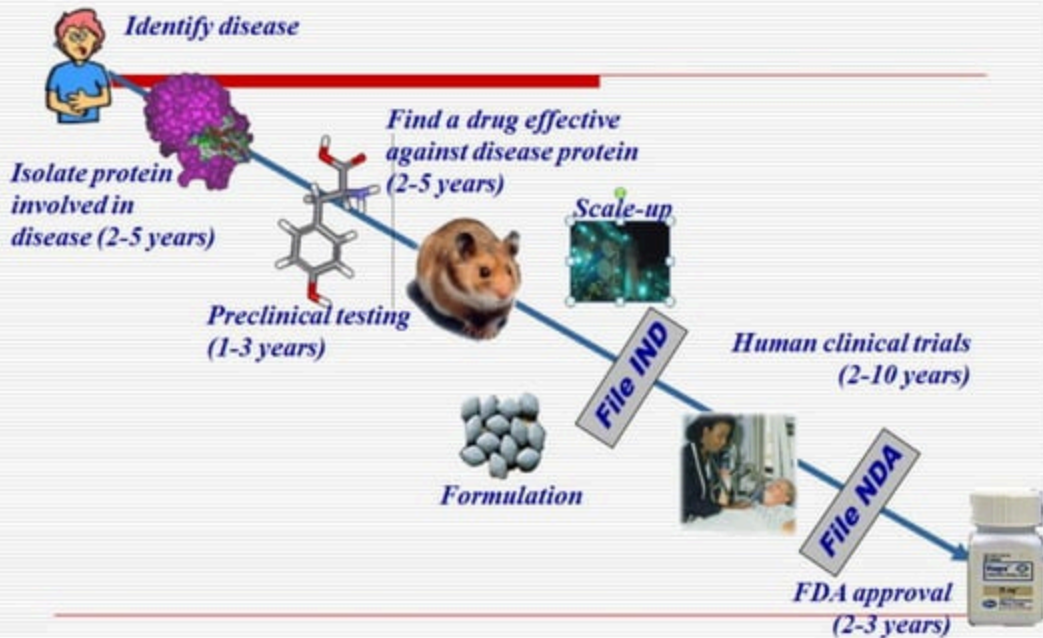 Identify disease
Isolate protein
involved in
disease (2-5 years)
Find a drug effective
against disease protein
(2-5 years)
Scale-up
Preclinical testing
(1-3 years)
File IND
Human clinical trials
(2-10 years)
Formulation
File NDA
FDA approval
(2-3 years)